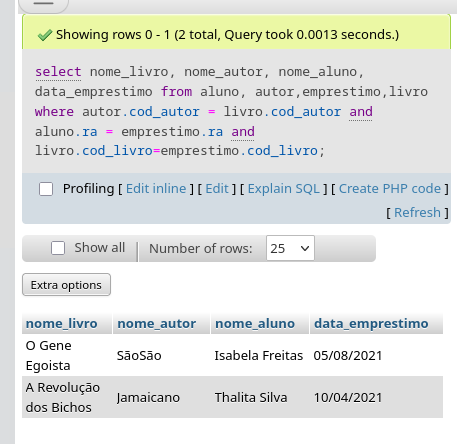 Showing rows 0 - 1 (2 total, Query took 0.0013 seconds.)
select nome_livro, nome_autor, nome_aluno,
data_emprestimo from aluno, autor,emprestimo,livro
where autor.cod_autor = livro.cod_autor and
aluno.ra = emprestimo.ra and
livro.cod_livro=emprestimo.cod_livro;
Profiling [ Edit inline ] [ Edit ] [ Explain SQL ] [ Create PHP code ]
[ Refresh ]
Show all Number of rows: 25
Extra options
nome_livro nome_autor nome_aluno data_emprestimo
O Gene
Egoista SãoSão Isabela Freitas 05/08/2021
A Revolução
dos Bichos Jamaicano Thalita Silva 10/04/2021